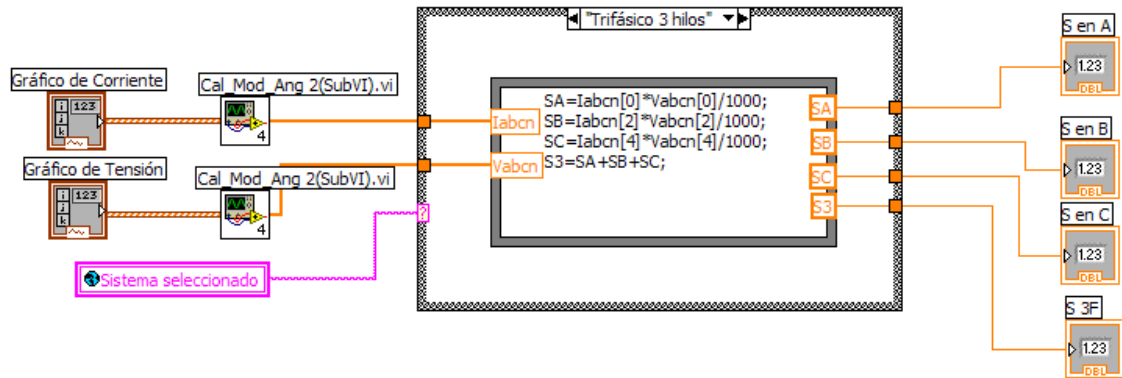 "Trifásico 3 hilos"
S en A
1.23
DBL
Gráfico de Corriente
Cal_Mod_Ang 2(SubVI).vi
i
j
k
123
4
Iabcn
SA=Iabcn[0]*Vabcn[0]/1000;
SB=Iabcn[2]*Vabcn[2]/1000;
SC=Iabcn[4]*Vabcn[4]/1000;
S3=SA+SB+SC;
SA
SB
SC
S3
Vabcn
S en B
1.23
DBL
Gráfico de Tensión
Cal_Mod_Ang 2(SubVI).vi
i
j
k
123
4
?
Sistema seleccionado
S en C
1.23
DBL
S 3F
1.23
DBL